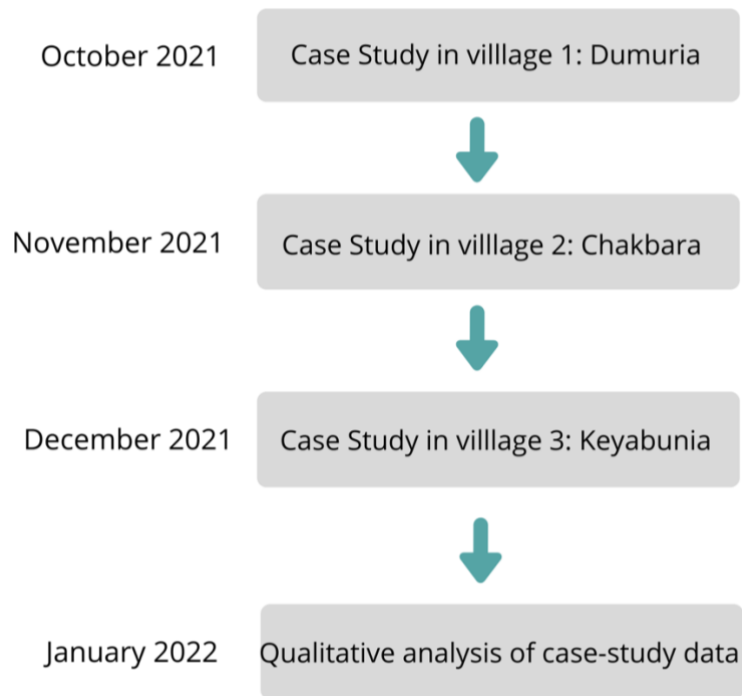 October 2021
Case Study in villlage 1: Dumuria
November 2021
Case Study in villlage 2: Chakbara
December 2021
Case Study in villlage 3: Keyabunia
January 2022
Qualitative analysis of case-study data